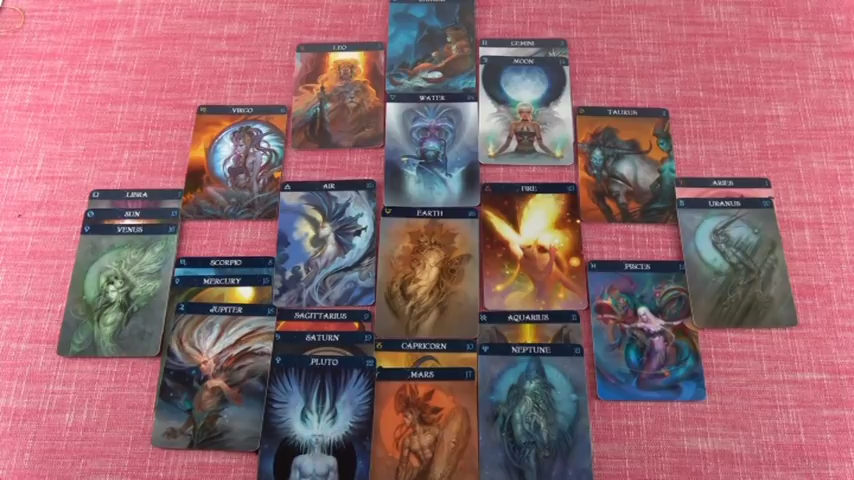 LEO
GEMINI
MOON
WATER
VIRGO
TAURUS
AIR
FIRE
LIBRA
ARIES
SUN
VENUS
URANUS
EARTH
SCORPIO
MERCURY
PISCES
JUPITER
SAGITTARIUS
AQUARIUS
SATURN
CAPRICORN
NEPTUNE
PLUTO
MARS